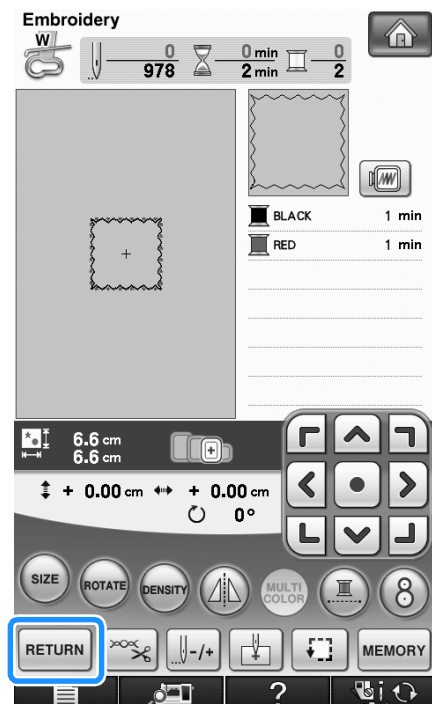 Embroidery
W
0 0 min 0
978 2 min 2
BLACK 1 min
RED 1 min
6.6 cm
6.6 cm
+ 0.00 cm + 0.00 cm
0°
SIZE ROTATE DENSITY MULTI COLOR 8
RETURN -/+ MEMORY
? i